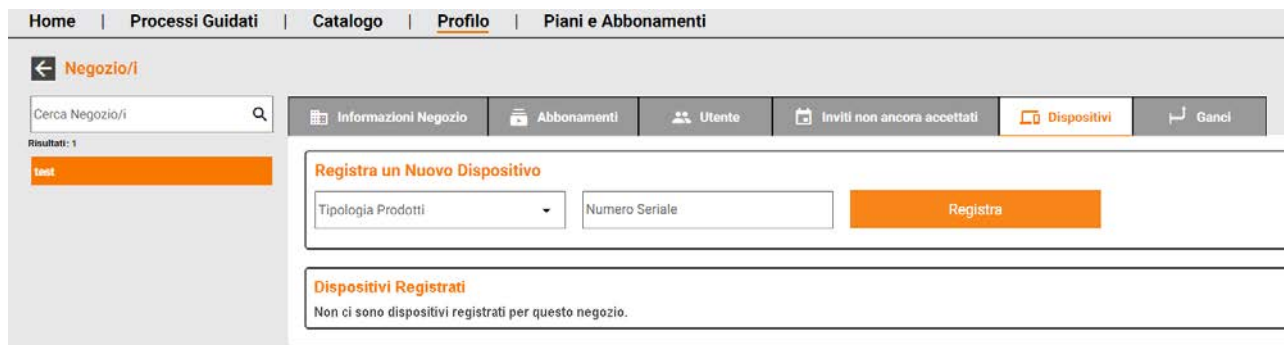 Home | Processi Guidati | Catalogo | Profilo | Piani e Abbonamenti
Negozio/i
Cerca Negozio/i
Risultati: 1
test
Informazioni Negozio Abbonamenti Utente Inviti non ancora accettati Dispositivi Ganci
Registra un Nuovo Dispositivo
Tipologia Prodotti Numero Seriale Registra
Dispositivi Registrati
Non ci sono dispositivi registrati per questo negozio.